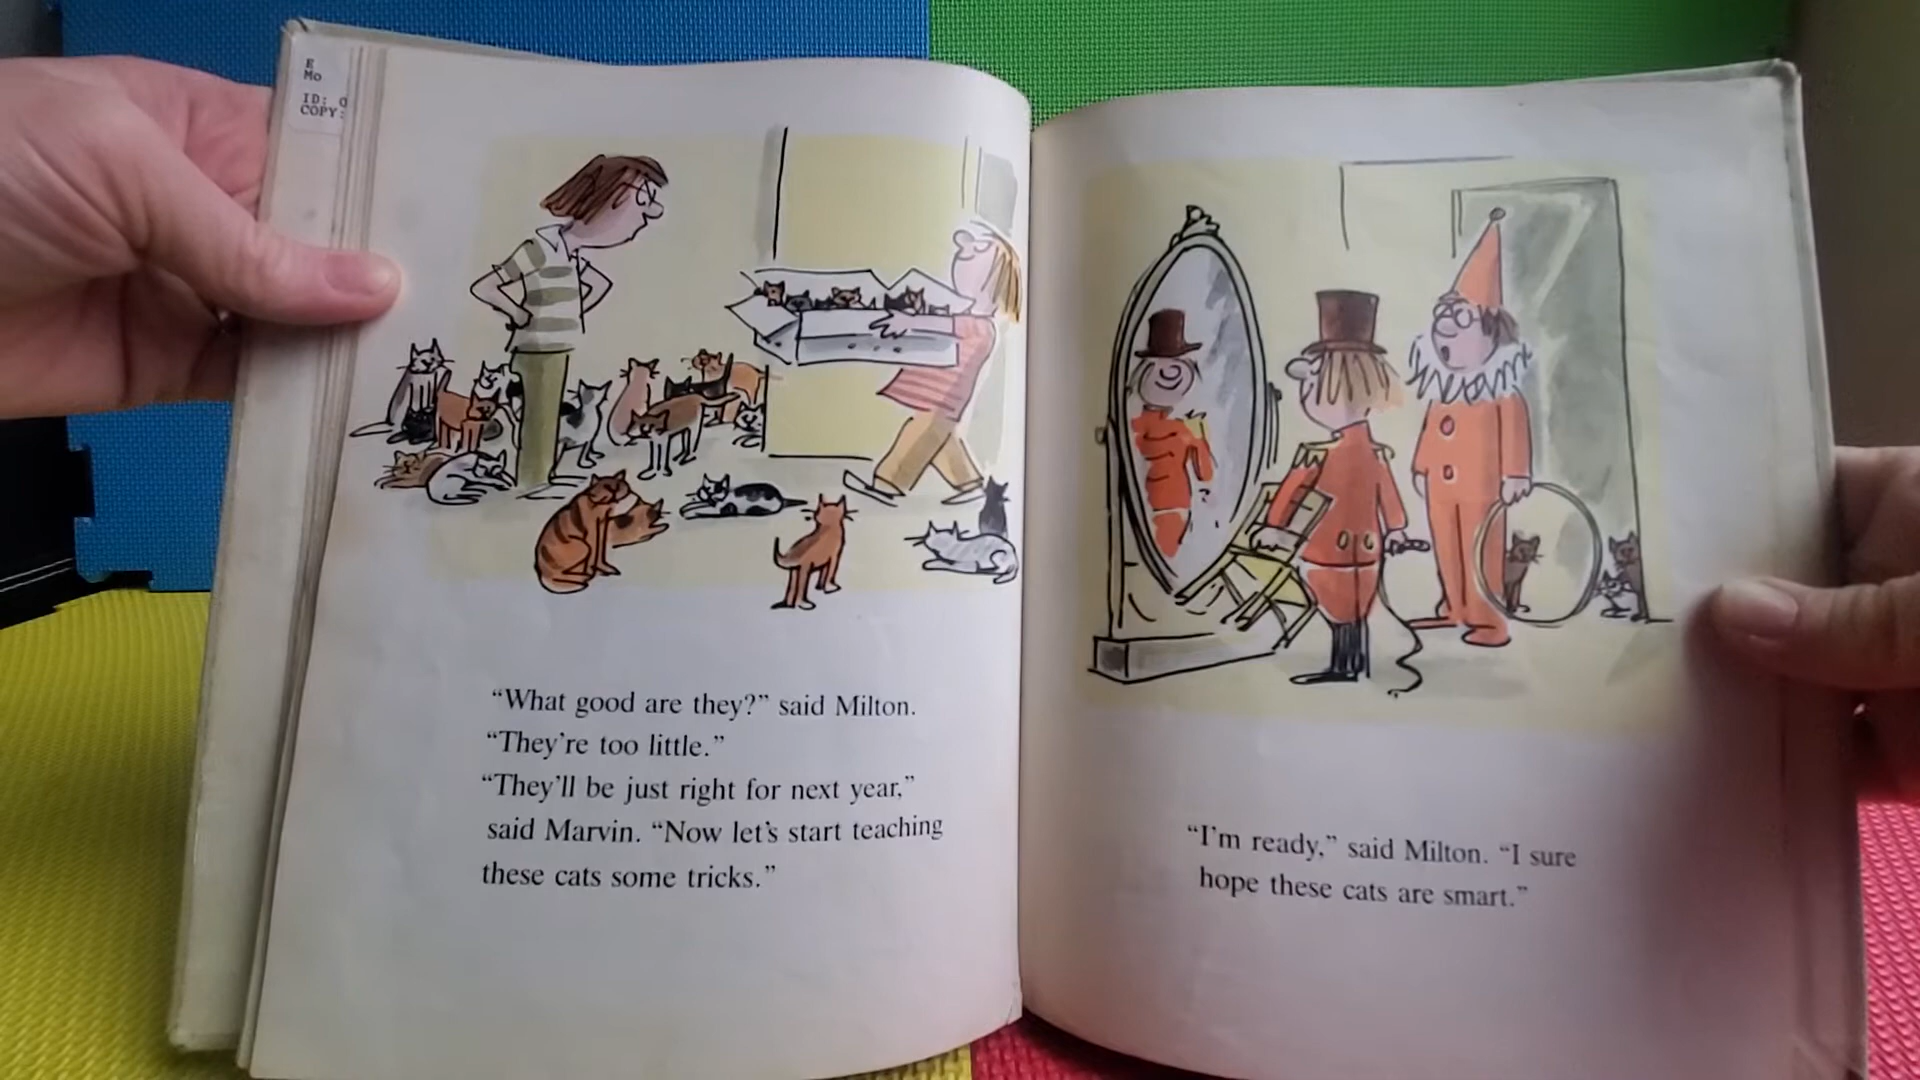 E
Mo
ID: 0
COPY:
“What good are they?” said Milton.
“They’re too little.”
“They’ll be just right for next year,”
said Marvin. “Now let’s start teaching
these cats some tricks.”
“I’m ready,” said Milton. “I sure
hope these cats are smart.”